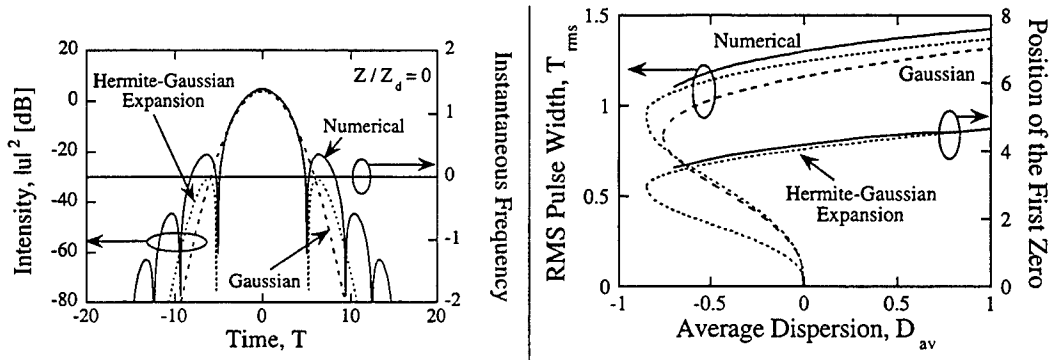 20
0
-20
-40
-60
-80
Intensity, |u|² [dB]
Hermite-Gaussian
Expansion
Z / Z_d = 0
Numerical
Gaussian
2
1
0
-1
-2
Instantaneous Frequency
-20
-10
0
10
20
Time, T
1.5
1
0.5
0
RMS Pulse Width, T_rms
Numerical
Gaussian
Hermite-Gaussian
Expansion
8
6
4
2
0
Position of the First Zero
-1
-0.5
0
0.5
1
Average Dispersion, D_av